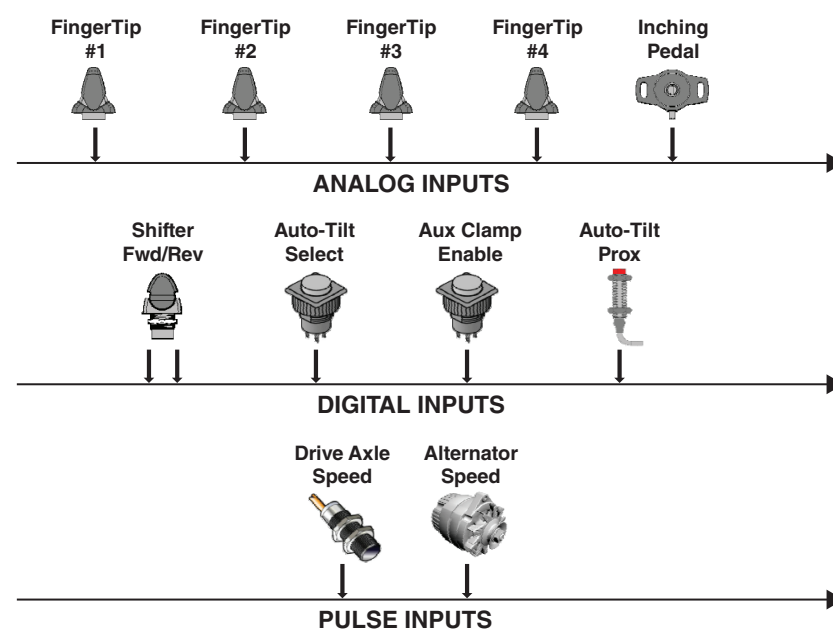 FingerTip #1
FingerTip #2
FingerTip #3
FingerTip #4
Inching Pedal
ANALOG INPUTS
Shifter Fwd/Rev
Auto-Tilt Select
Aux Clamp Enable
Auto-Tilt Prox
DIGITAL INPUTS
Drive Axle Speed
Alternator Speed
PULSE INPUTS